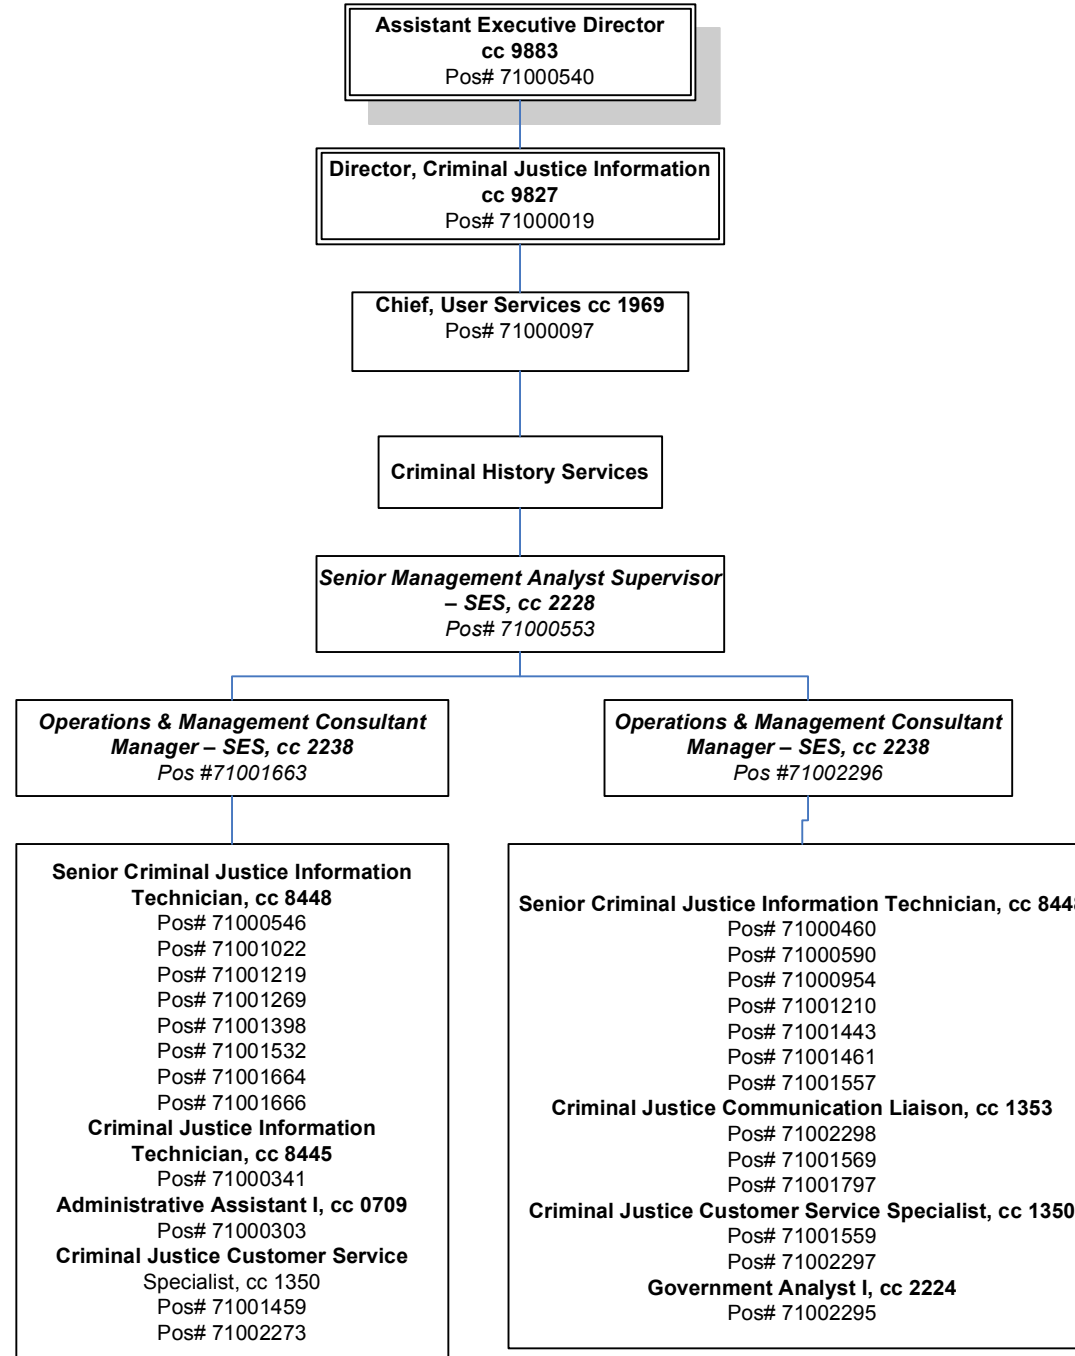 Assistant Executive Director
cc 9883
Pos# 71000540
Director, Criminal Justice Information
cc 9827
Pos# 71000019
Chief, User Services cc 1969
Pos# 71000097
Criminal History Services
Senior Management Analyst Supervisor
– SES, cc 2228
Pos# 71000553
Operations & Management Consultant
Manager – SES, cc 2238
Pos #71001663
Operations & Management Consultant
Manager – SES, cc 2238
Pos #71002296
Senior Criminal Justice Information
Technician, cc 8448
Pos# 71000546
Pos# 71001022
Pos# 71001219
Pos# 71001269
Pos# 71001398
Pos# 71001532
Pos# 71001664
Pos# 71001666
Criminal Justice Information
Technician, cc 8445
Pos# 71000341
Administrative Assistant I, cc 0709
Pos# 71000303
Criminal Justice Customer Service
Specialist, cc 1350
Pos# 71001459
Pos# 71002273
Senior Criminal Justice Information Technician, cc 8448
Pos# 71000460
Pos# 71000590
Pos# 71000954
Pos# 71001210
Pos# 71001443
Pos# 71001461
Pos# 71001557
Criminal Justice Communication Liaison, cc 1353
Pos# 71002298
Pos# 71001569
Pos# 71001797
Criminal Justice Customer Service Specialist, cc 1350
Pos# 71001559
Pos# 71002297
Government Analyst I, cc 2224
Pos# 71002295